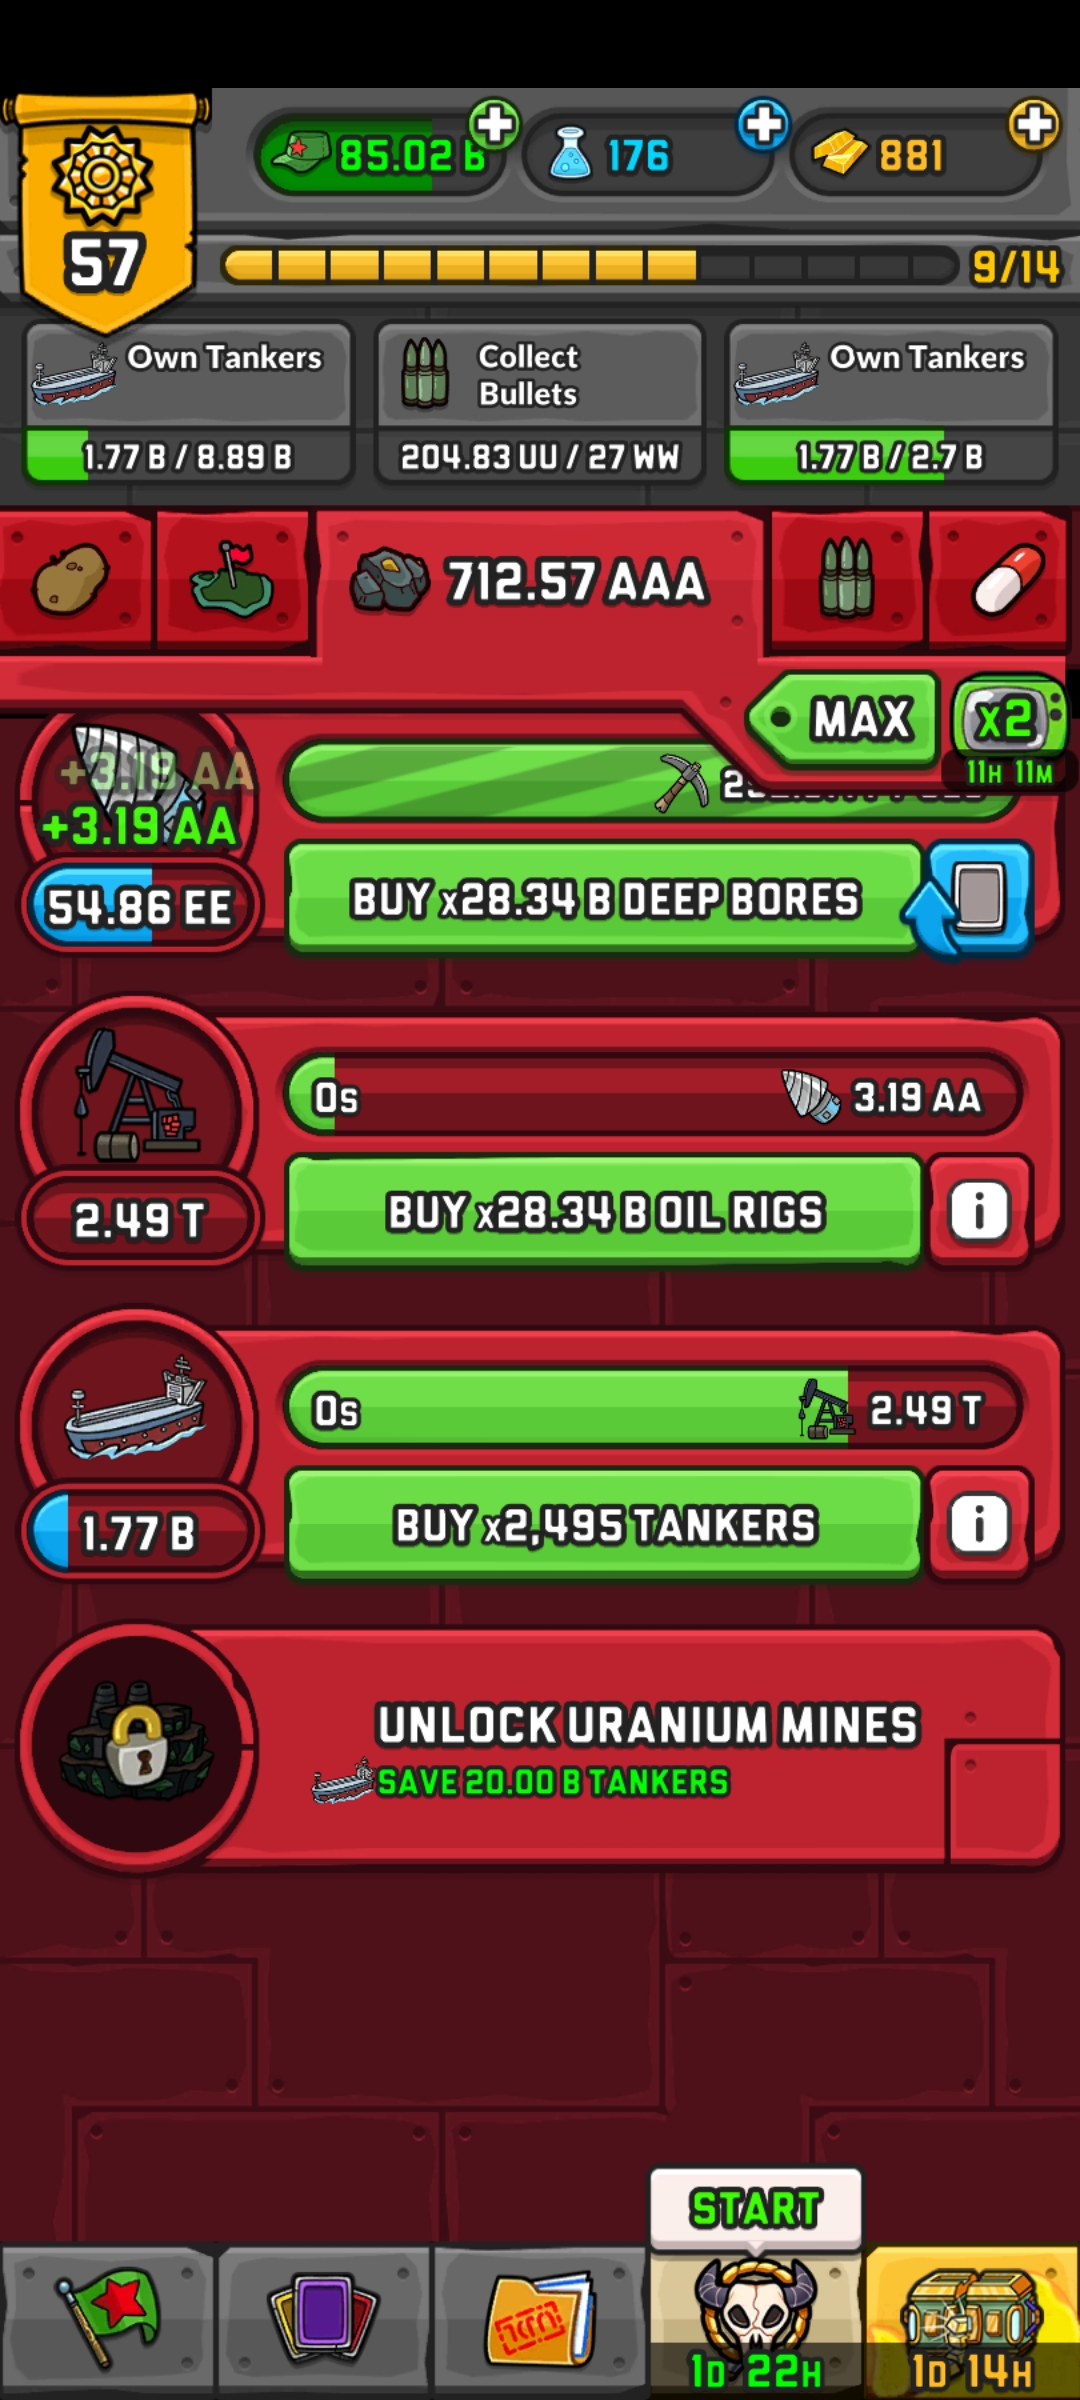 85.02 B
176
881
57
9/14
Own Tankers
1.77 B / 8.89 B
Collect
Bullets
204.83 UU / 27 WW
Own Tankers
1.77 B / 2.7 B
712.57 AAA
MAX
x2
11H 11M
+3.19 AA
+3.19 AA
54.86 EE
BUY x28.34 B DEEP BORES
0s
3.19 AA
2.49 T
BUY x28.34 B OIL RIGS
i
0s
2.49 T
1.77 B
BUY x2,495 TANKERS
i
UNLOCK URANIUM MINES
SAVE 20.00 B TANKERS
START
1D 22H
1D 14H